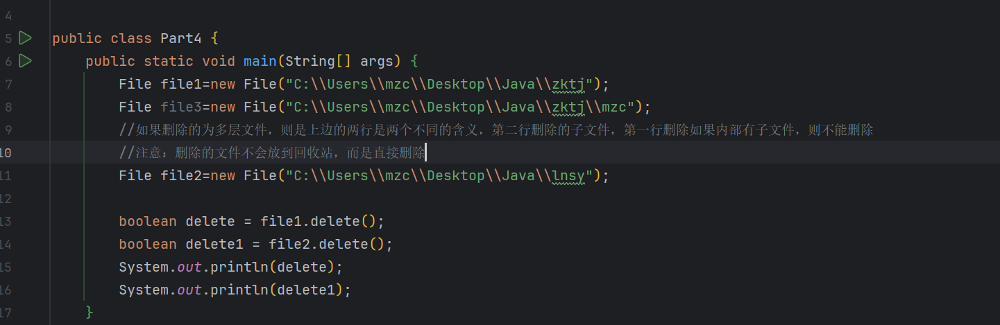 4
5 public class Part4 {
6 public static void main(String[] args) {
7 File file1=new File("C:\\Users\\mzc\\Desktop\\Java\\zktj");
8 File file3=new File("C:\\Users\\mzc\\Desktop\\Java\\zktj\\mzc");
9 //如果删除的为多层文件，则是上边的两行是两个不同的含义，第二行删除的子文件，第一行删除如果内部有子文件，则不能删除
10 //注意：删除的文件不会放到回收站，而是直接删除
11 File file2=new File("C:\\Users\\mzc\\Desktop\\Java\\lnsy");
12
13 boolean delete = file1.delete();
14 boolean delete1 = file2.delete();
15 System.out.println(delete);
16 System.out.println(delete1);
17 }